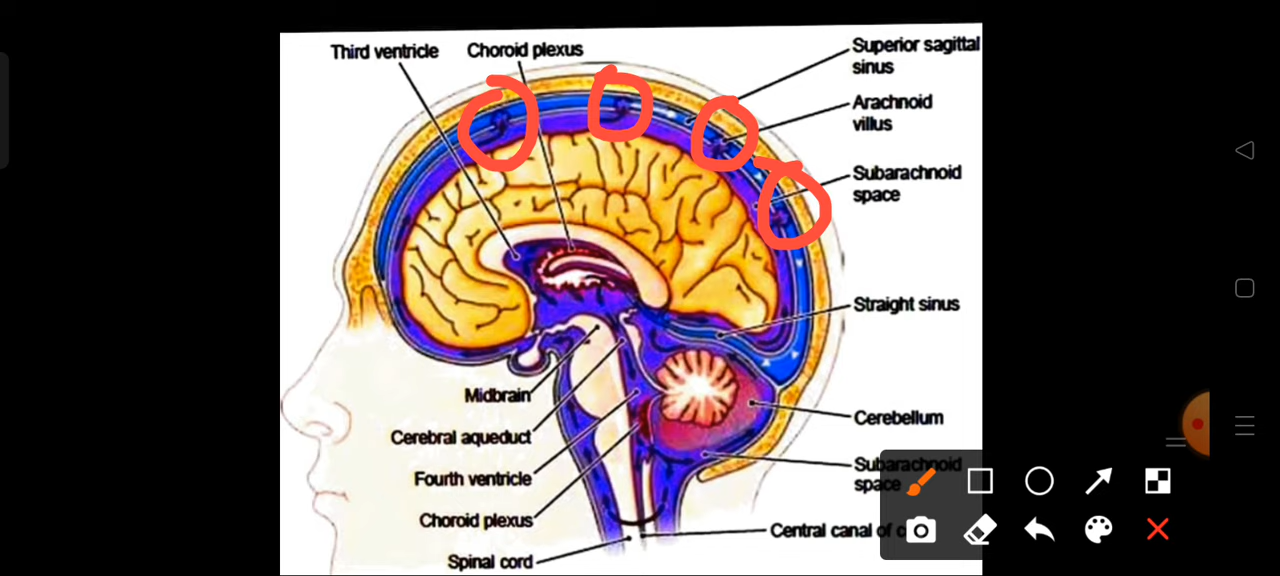 Third ventricle
Choroid plexus
Superior sagittal
sinus
Arachnoid
villus
Subarachnoid
space
Straight sinus
Midbrain
Cerebral aqueduct
Cerebellum
Fourth ventricle
Subarachnoid
space
Choroid plexus
Central canal of
Spinal cord